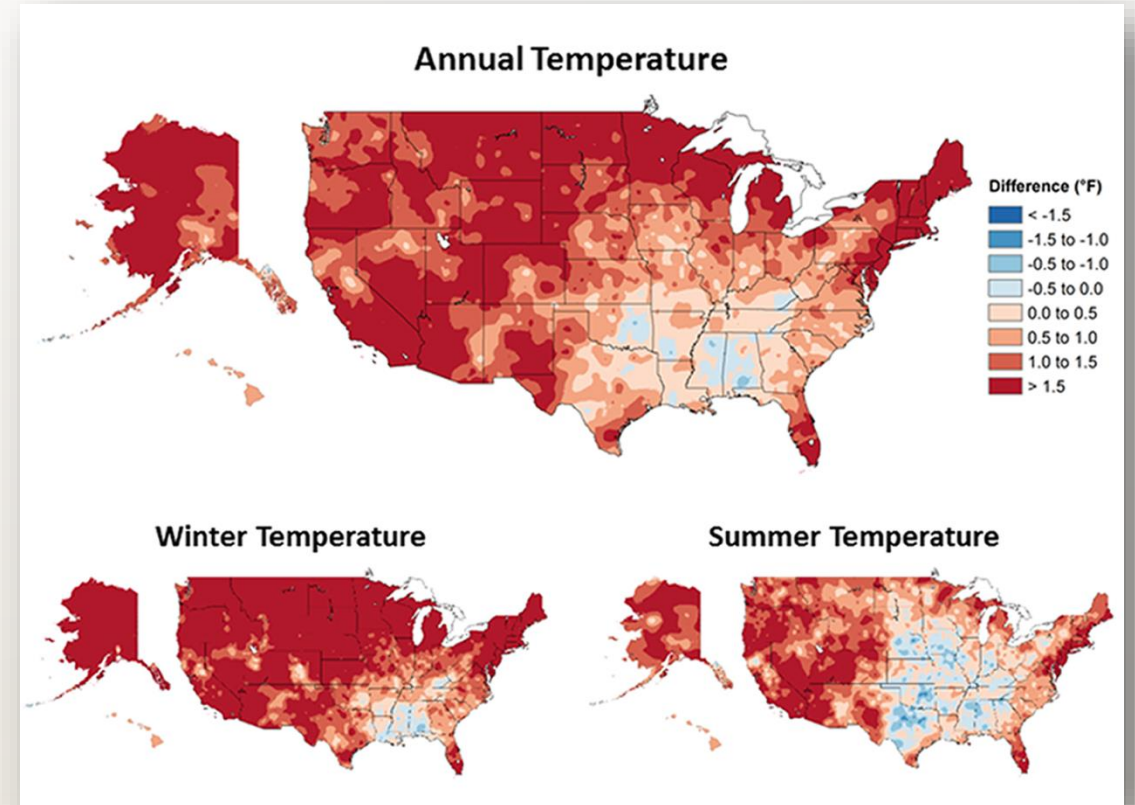 Annual Temperature
Difference (°F)
< -1.5
-1.5 to -1.0
-0.5 to -1.0
-0.5 to 0.0
0.0 to 0.5
0.5 to 1.0
1.0 to 1.5
> 1.5
Winter Temperature
Summer Temperature